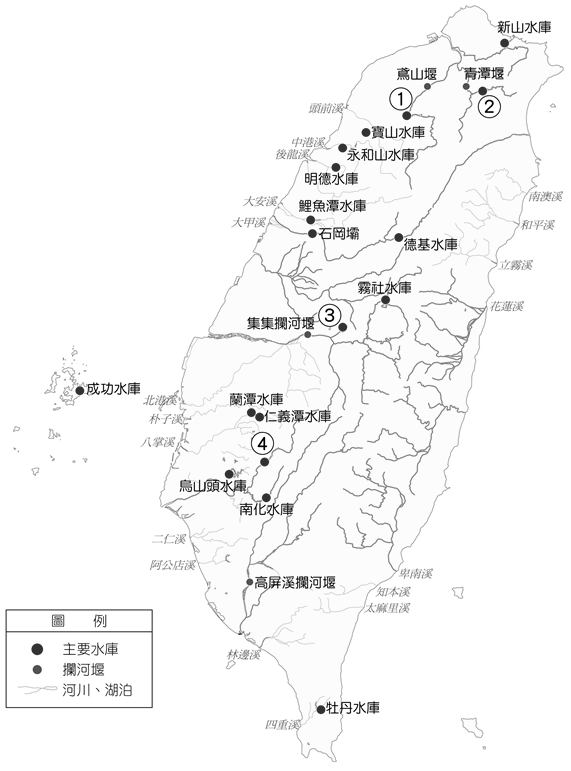 新山水庫
鳶山堰
青潭堰
①
②
頭前溪
寶山水庫
中港溪
永和山水庫
後龍溪
明德水庫
南澳溪
大安溪
鯉魚潭水庫
大甲溪
石岡壩
和平溪
德基水庫
立霧溪
霧社水庫
花蓮溪
③
集集攔河堰
成功水庫
北港溪
蘭潭水庫
朴子溪
仁義潭水庫
八掌溪
④
烏山頭水庫
南化水庫
二仁溪
阿公店溪
卑南溪
高屏溪攔河堰
知本溪
太麻里溪
圖 例
主要水庫
攔河堰
河川、湖泊
林邊溪
牡丹水庫
四重溪